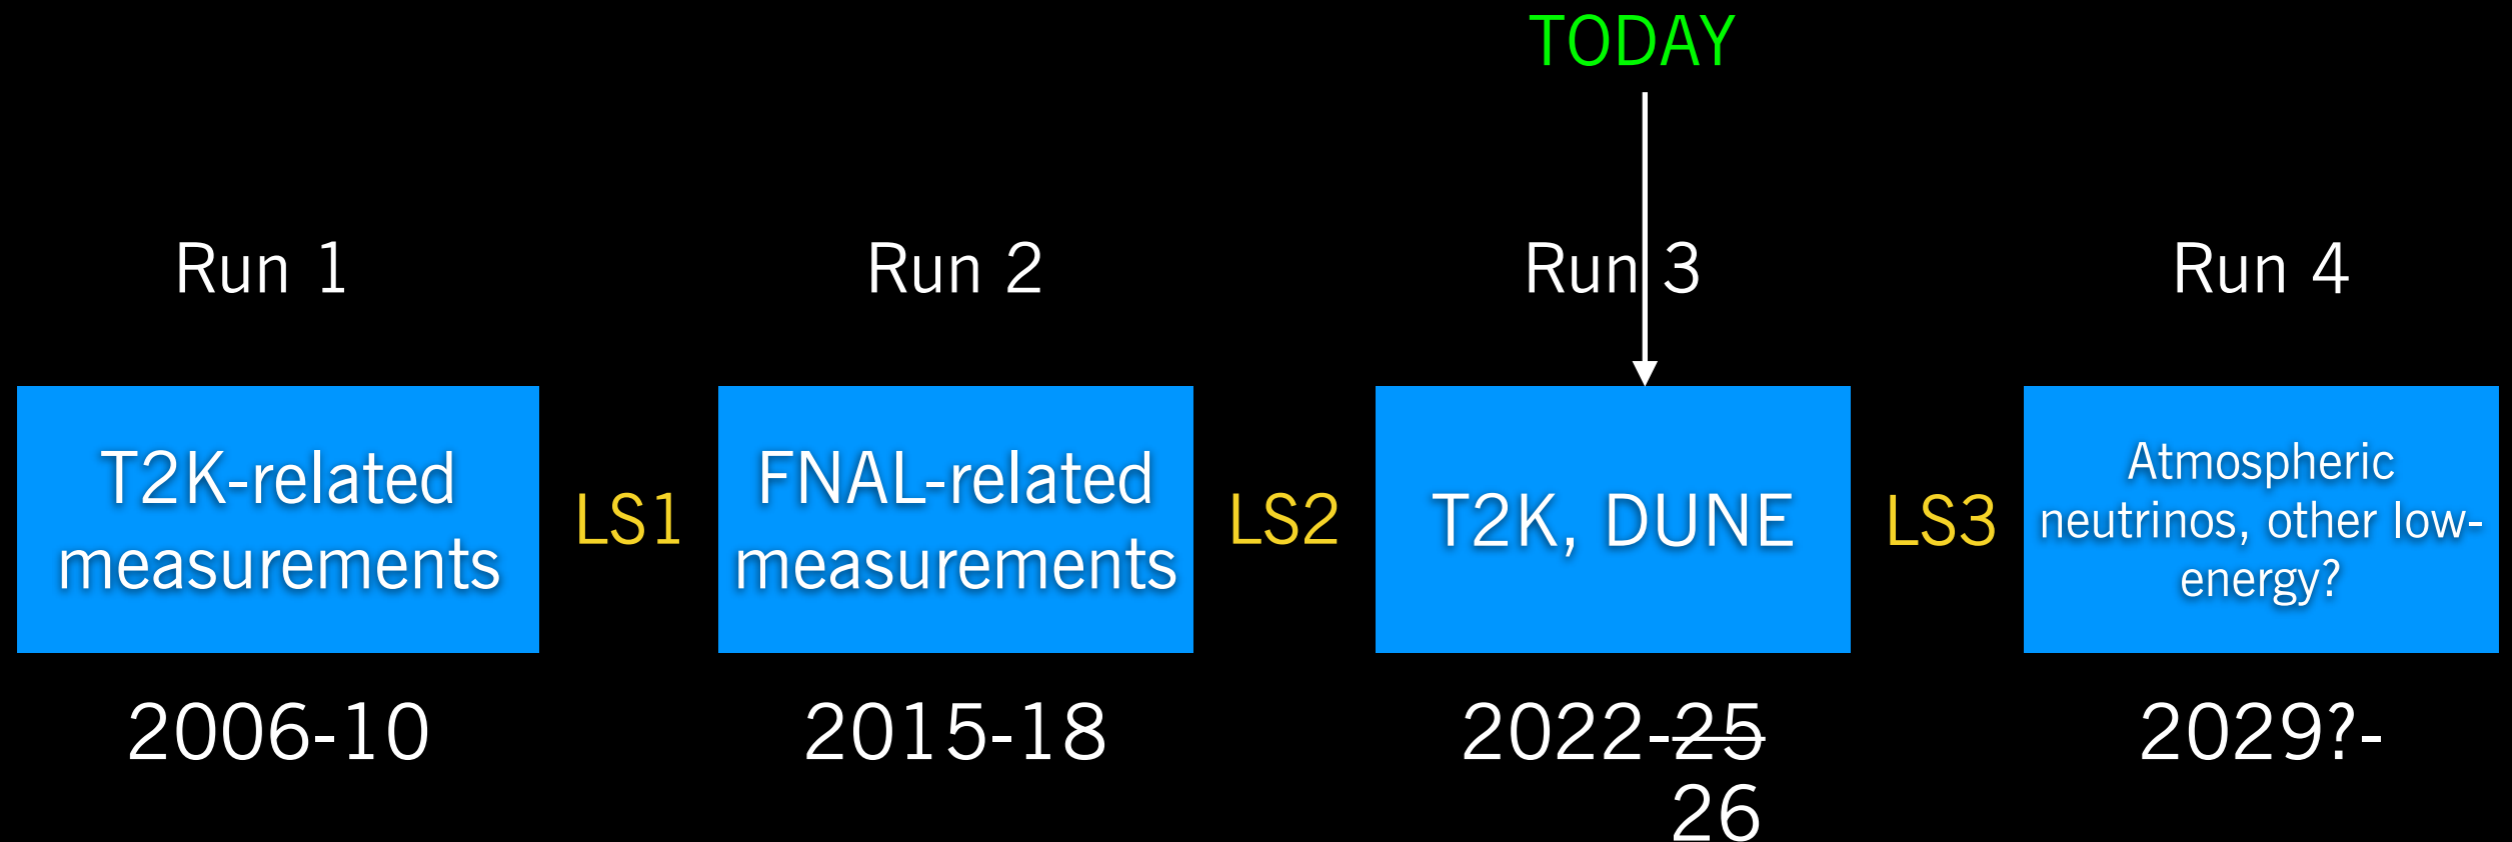 TODAY
Run 1
Run 2
Run 3
Run 4
T2K-related
measurements
LS1
FNAL-related
measurements
LS2
T2K, DUNE
LS3
Atmospheric
neutrinos, other low-
energy?
2006-10
2015-18
2022-25
26
2029?-